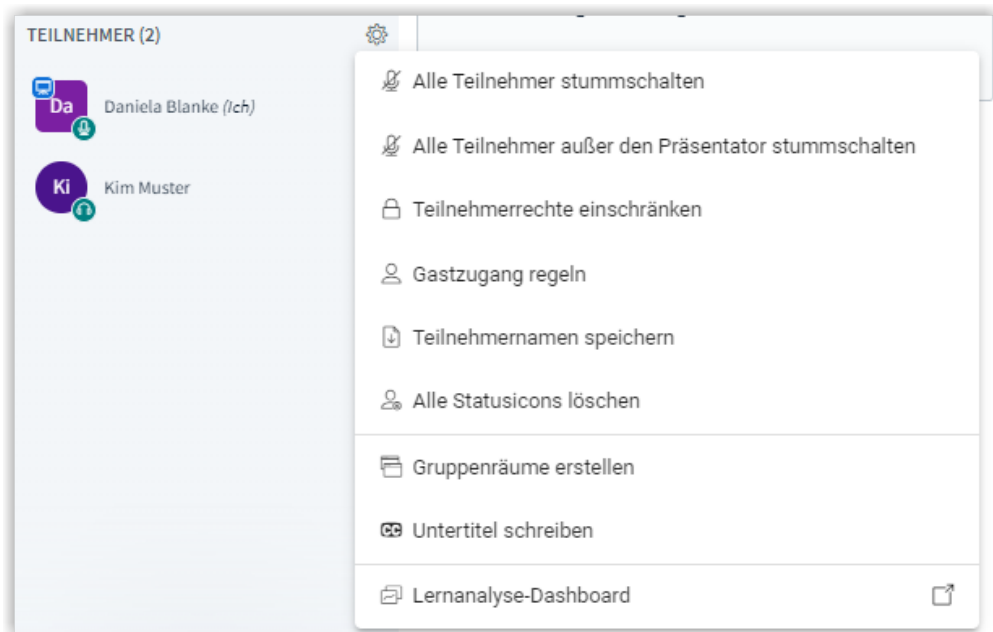 TEILNEHMER (2)
Da
Daniela Blanke (Ich)
Ki
Kim Muster
Alle Teilnehmer stummschalten
Alle Teilnehmer außer den Präsentator stummschalten
Teilnehmerrechte einschränken
Gastzugang regeln
Teilnehmernamen speichern
Alle Statusicons löschen
Gruppenräume erstellen
Untertitel schreiben
Lernanalyse-Dashboard